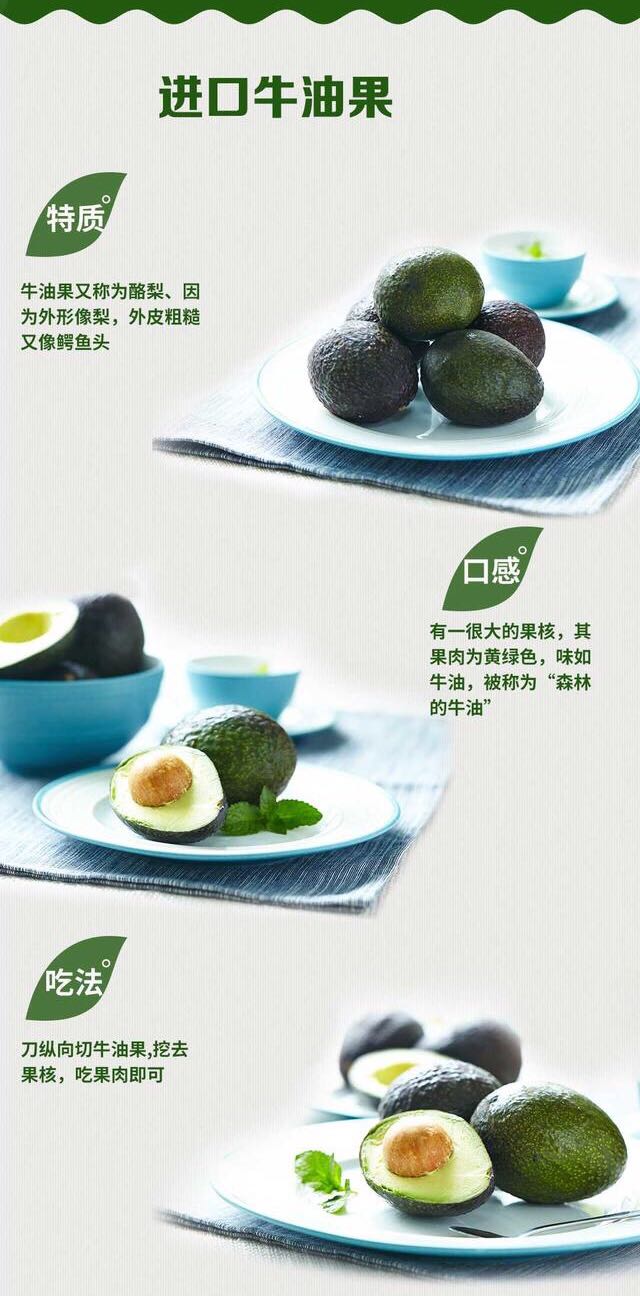 进口牛油果
特质
牛油果又称为酪梨、因
为外形像梨，外皮粗糙
又像鳄鱼头
口感
有一很大的果核，其
果肉为黄绿色，味如
牛油，被称为“森林
的牛油”
吃法
刀纵向切牛油果,挖去
果核，吃果肉即可